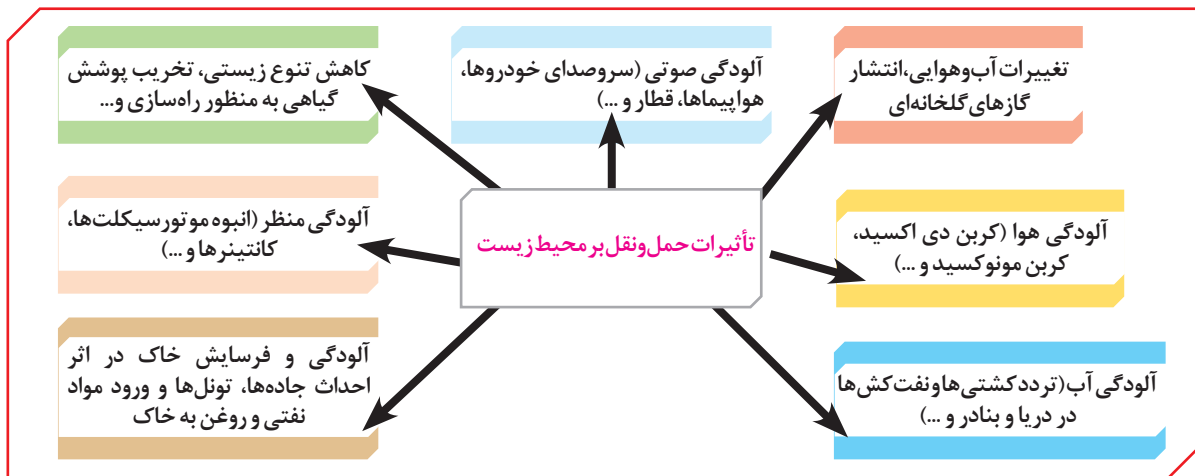 تغییرات آب‌وهوایی،انتشار
گازهای گلخانه‌ای
آلودگی صوتی (سروصدای خودروها،
هواپیماها، قطار و ...)
کاهش تنوع زیستی، تخریب پوشش
گیاهی به منظور راه‌سازی و...
تأثیرات حمل‌ونقل بر محیط زیست
آلودگی هوا (کربن دی اکسید،
کربن مونوکسید و ...)
آلودگی منظر (انبوه موتورسیکلت‌ها،
کانتینرها و ...)
آلودگی آب(تردد کشتی‌ها و نفت‌کش‌ها
در دریا و بنادر و ...)
آلودگی و فرسایش خاک در اثر
احداث جاده‌ها، تونل‌ها و ورود مواد
نفتی و روغن به خاک